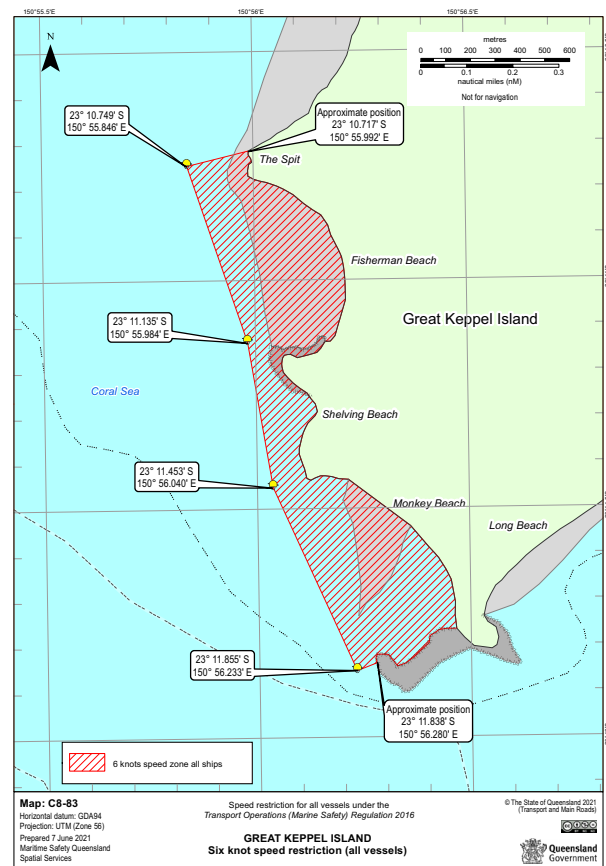 150°55.5'E
150°56'E
150°56.5'E
N
metres
0 100 200 300 400 500 600
0 0.1 0.2 0.3
nautical miles (nM)
Not for navigation
23° 10.749' S
150° 55.846' E
Approximate position
23° 10.717' S
150° 55.992' E
The Spit
Fisherman Beach
Great Keppel Island
23° 11.135' S
150° 55.984' E
Coral Sea
Shelving Beach
23° 11.453' S
150° 56.040' E
Monkey Beach
Long Beach
23° 11.855' S
150° 56.233' E
Approximate position
23° 11.838' S
150° 56.280' E
6 knots speed zone all ships
Map: C8-83
Horizontal datum: GDA94
Projection: UTM (Zone 56)
Prepared 7 June 2021
Maritime Safety Queensland
Spatial Services
Speed restriction for all vessels under the
Transport Operations (Marine Safety) Regulation 2016
GREAT KEPPEL ISLAND
Six knot speed restriction (all vessels)
© The State of Queensland 2021
(Transport and Main Roads)
Queensland
Government